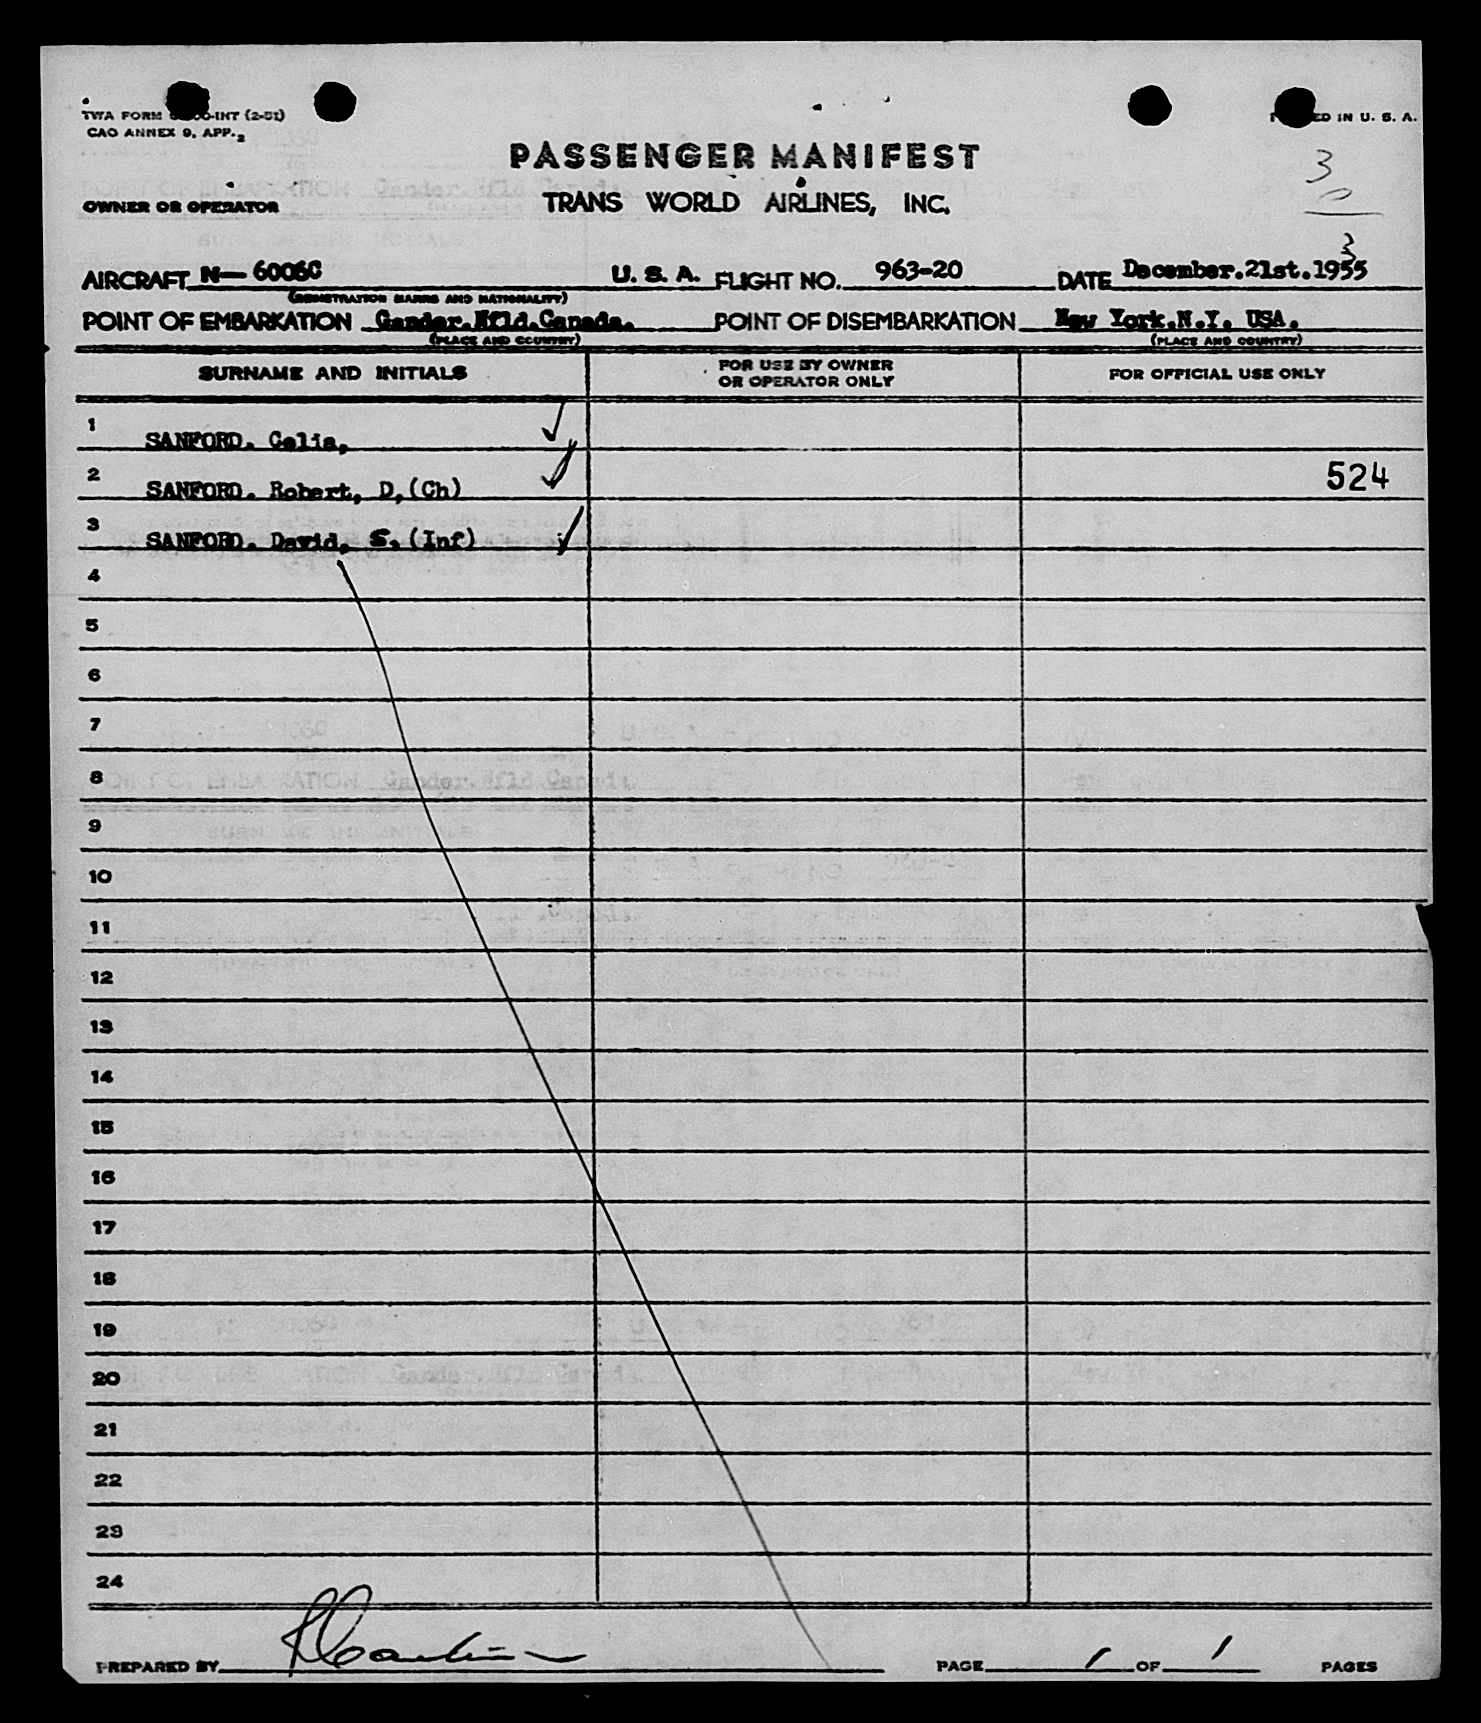 TWA FORM -INT (2-51)
CAO ANNEX 9, APP. 2
IN U. S. A.
PASSENGER MANIFEST
3
0
3
OWNER OR OPERATOR
TRANS WORLD AIRLINES, INC.
AIRCRAFT N- 6006C U. S. A. FLIGHT NO. 963-20 DATE December.21st.1955
(REGISTRATION MARKS AND NATIONALITY)
POINT OF EMBARKATION Gander.Nfld.Canada. POINT OF DISEMBARKATION New York.N.Y. USA.
(PLACE AND COUNTRY) (PLACE AND COUNTRY)
SURNAME AND INITIALS FOR USE BY OWNER OR OPERATOR ONLY FOR OFFICIAL USE ONLY
1 SANFORD. Celia,
2 SANFORD. Robert, D,(Ch) 524
3 SANFORD. David, S,(Inf)
4
5
6
7
8
9
10
11
12
13
14
15
16
17
18
19
20
21
22
23
24
PREPARED BY PAGE 1 OF 1 PAGES